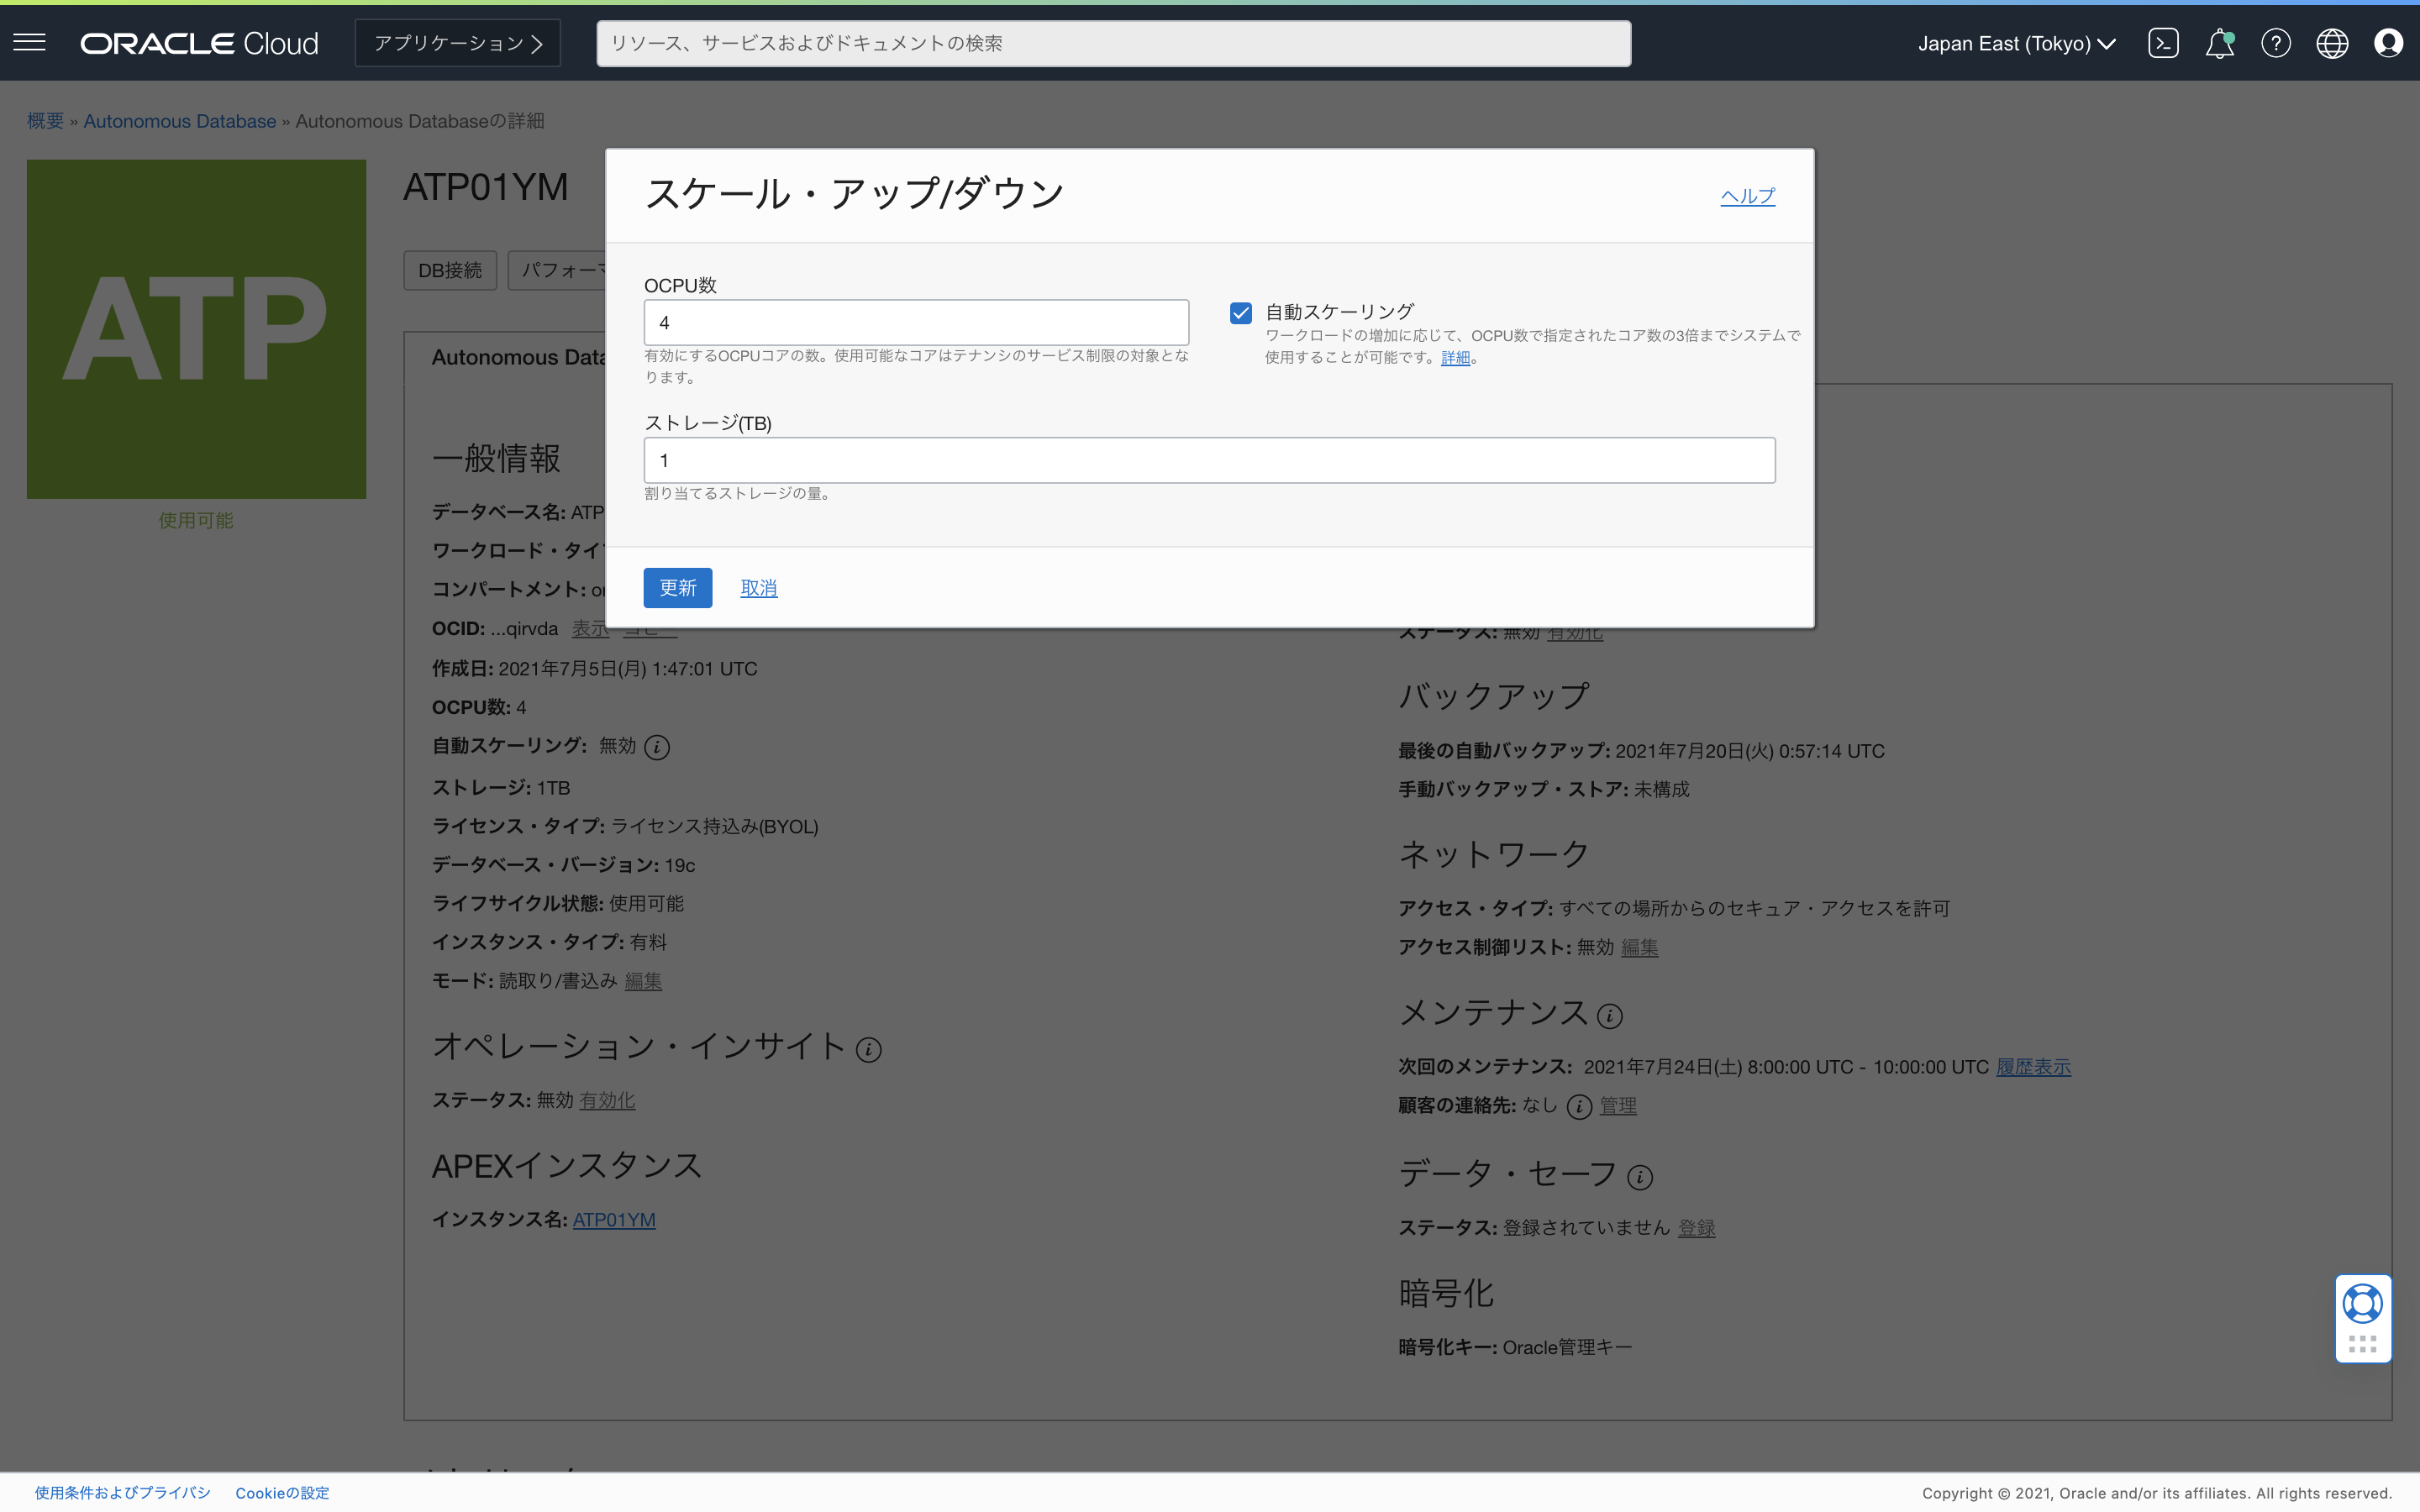 ORACLE Cloud
アプリケーション
リソース、サービスおよびドキュメントの検索
Japan East (Tokyo)
概要 » Autonomous Database » Autonomous Databaseの詳細
ATP
使用可能
ATP01YM
DB接続
パフォーマ
Autonomous Data
スケール・アップ/ダウン
ヘルプ
OCPU数
4
有効にするOCPUコアの数。使用可能なコアはテナンシのサービス制限の対象とな
ります。
自動スケーリング
ワークロードの増加に応じて、OCPU数で指定されたコア数の3倍までシステムで
使用することが可能です。詳細。
ストレージ(TB)
1
割り当てるストレージの量。
更新
取消
一般情報
データベース名: ATP
ワークロード・タイ
コンパートメント:
OCID: ...qirvda 表示 コピー
作成日: 2021年7月5日(月) 1:47:01 UTC
OCPU数: 4
自動スケーリング: 無効
ストレージ: 1TB
ライセンス・タイプ: ライセンス持込み(BYOL)
データベース・バージョン: 19c
ライフサイクル状態: 使用可能
インスタンス・タイプ: 有料
モード: 読取り/書込み 編集
オペレーション・インサイト
ステータス: 無効 有効化
APEXインスタンス
インスタンス名: ATP01YM
ステータス: 無効 有効化
バックアップ
最後の自動バックアップ: 2021年7月20日(火) 0:57:14 UTC
手動バックアップ・ストア: 未構成
ネットワーク
アクセス・タイプ: すべての場所からのセキュア・アクセスを許可
アクセス制御リスト: 無効 編集
メンテナンス
次回のメンテナンス: 2021年7月24日(土) 8:00:00 UTC - 10:00:00 UTC 履歴表示
顧客の連絡先: なし 管理
データ・セーフ
ステータス: 登録されていません 登録
暗号化
暗号化キー: Oracle管理キー
使用条件およびプライバシ
Cookieの設定
Copyright © 2021, Oracle and/or its affiliates. All rights reserved.